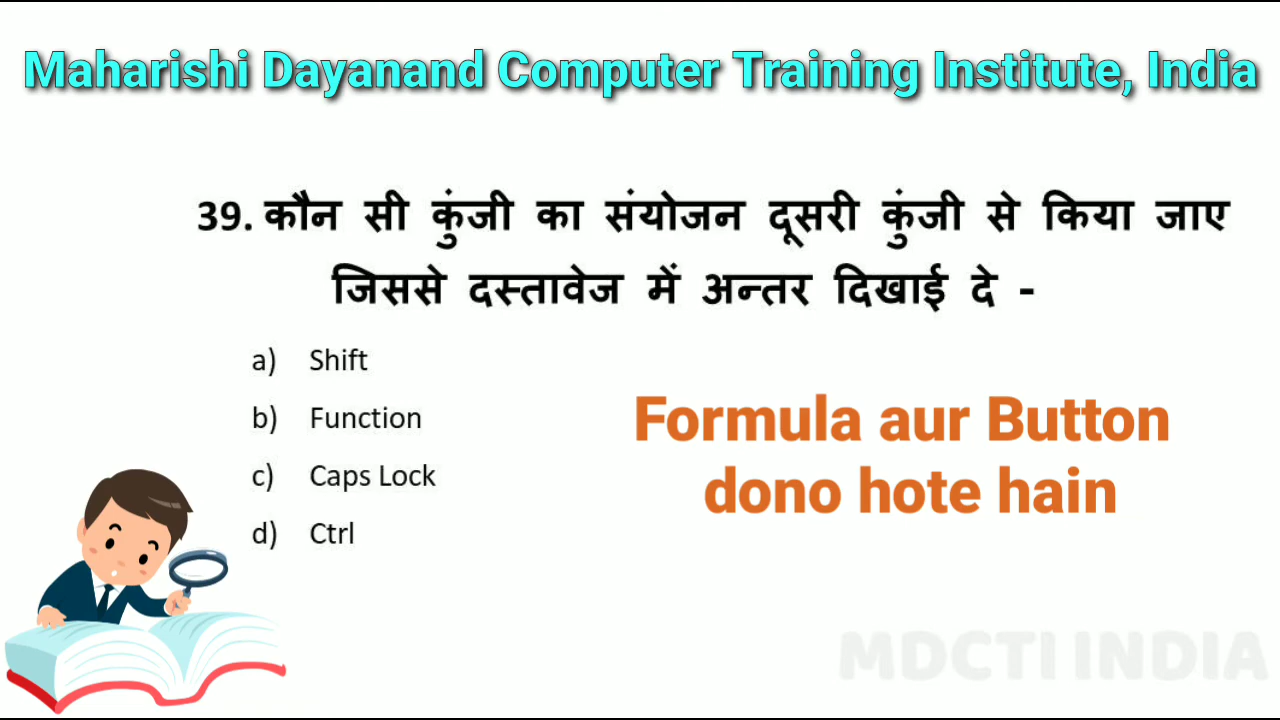 Maharishi Dayanand Computer Training Institute, India
39. कौन सी कुंजी का संयोजन दूसरी कुंजी से किया जाए
जिससे दस्तावेज में अन्तर दिखाई दे -
a) Shift
b) Function
c) Caps Lock
d) Ctrl
Formula aur Button
dono hote hain
MDCTI INDIA